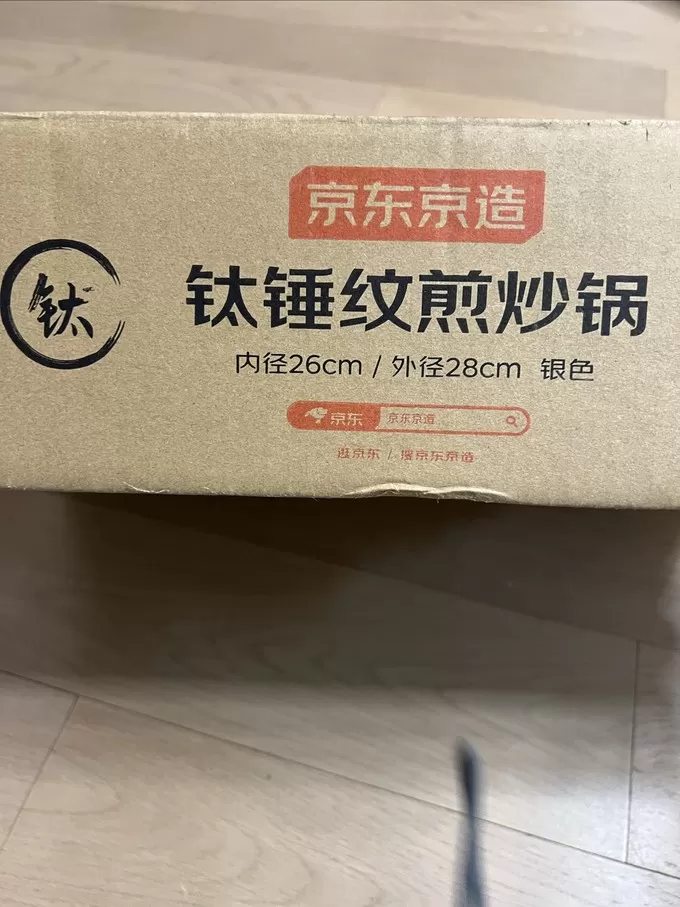 京东京造
钛
钛锤纹煎炒锅
内径26cm / 外径28cm 银色
京东 京东京造
逛京东 / 搜京东京造